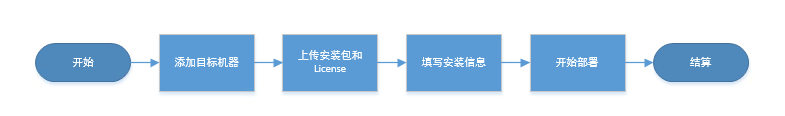 开始
添加目标机器
上传安装包和
License
填写安装信息
开始部署
结算